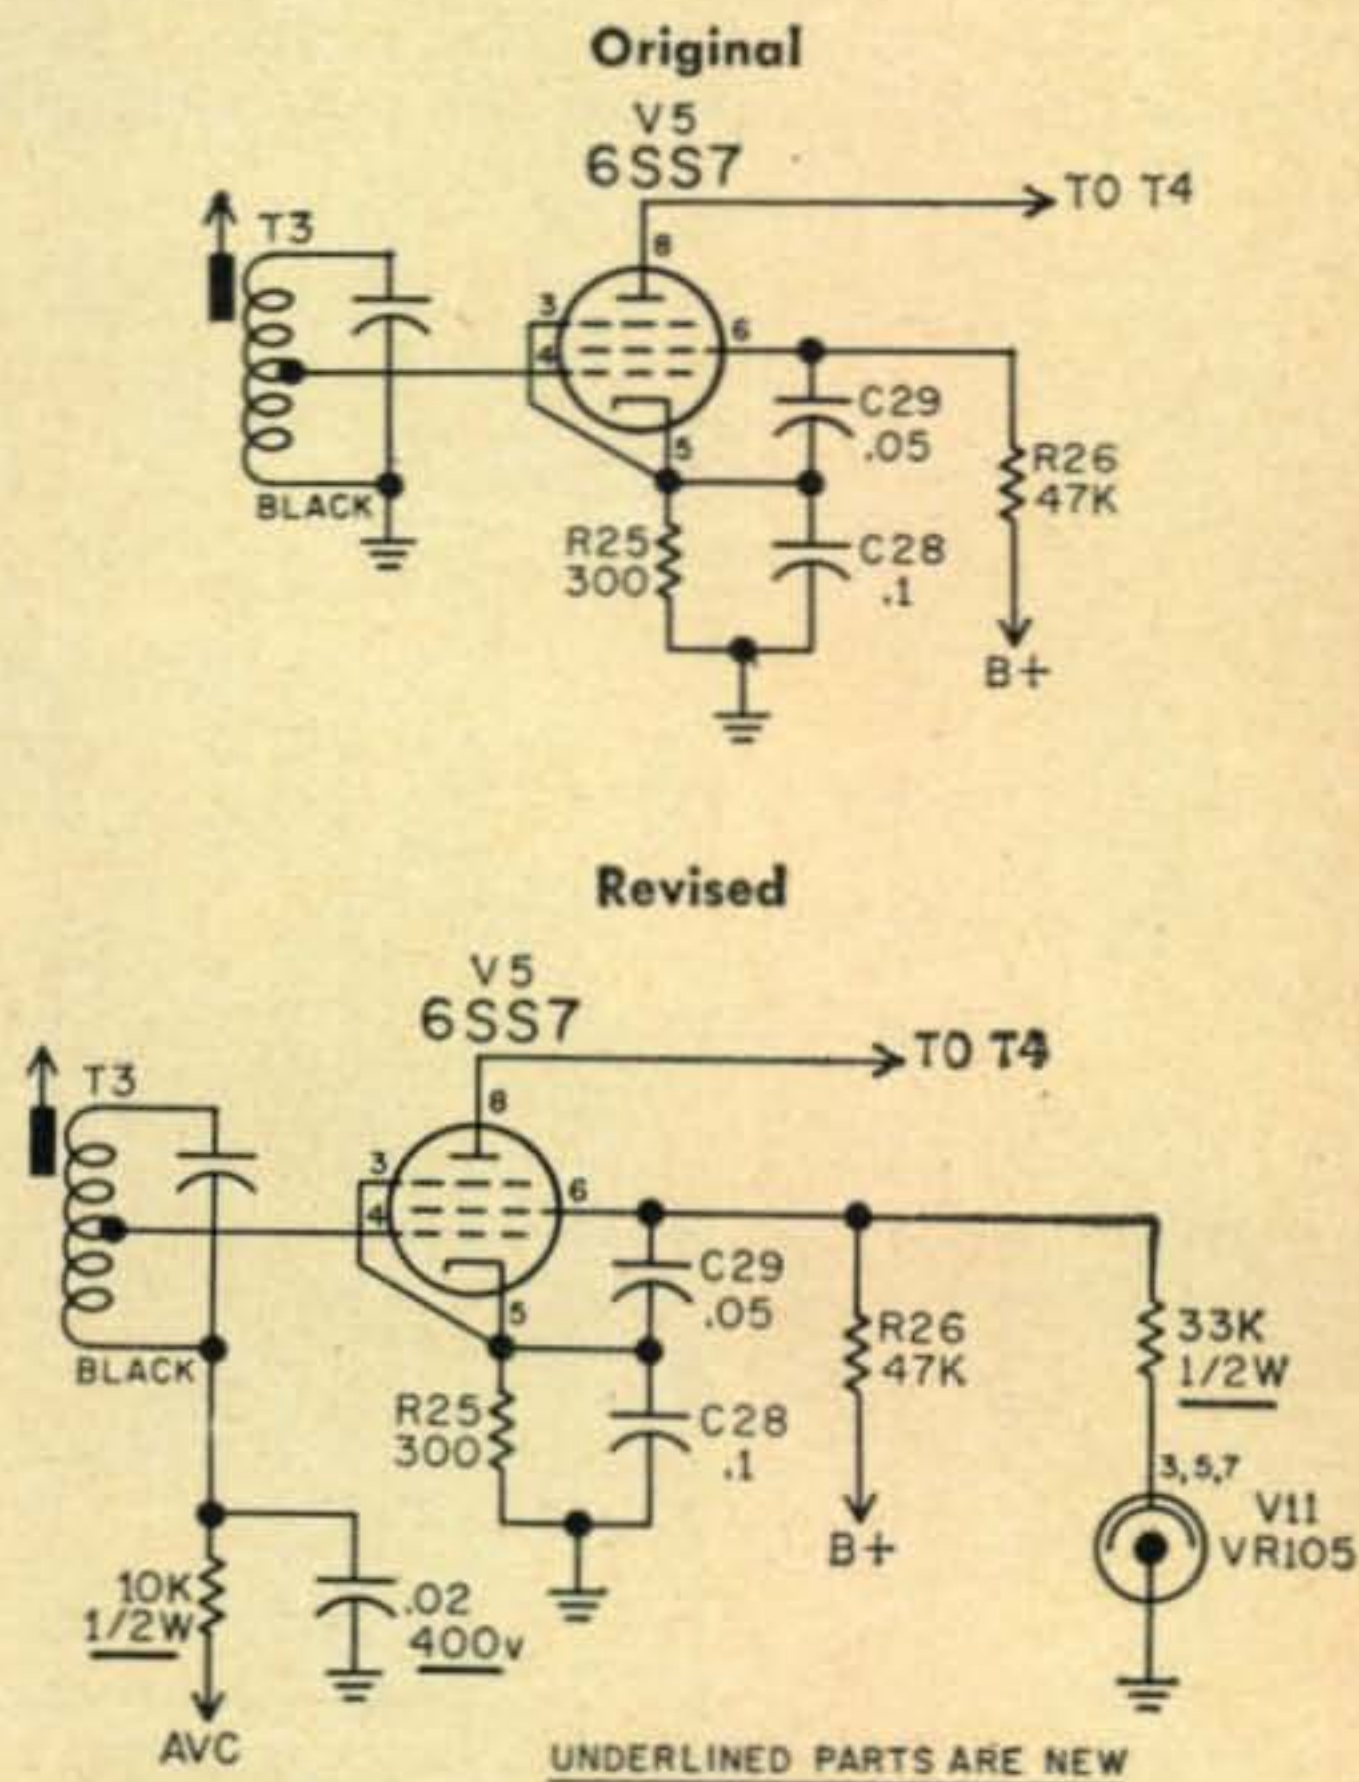 Original
V5
6SS7
TO T4
T3
8
3
4
6
5
C29
.05
BLACK
R26
47K
R25
300
C28
.1
B+
Revised
V5
6SS7
TO T4
T3
8
3
4
6
5
C29
.05
R26
47K
33K
1/2W
BLACK
R25
300
C28
.1
3,5,7
V11
VR105
B+
10K
1/2W
.02
400v
AVC
UNDERLINED PARTS ARE NEW